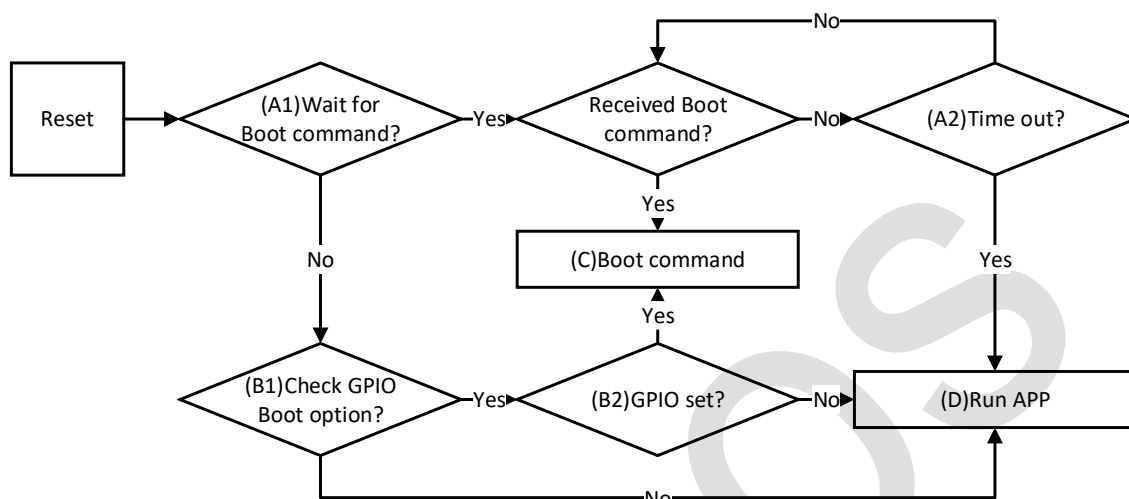 No
Reset
(A1)Wait for
Boot command?
Yes
Received Boot
command?
No
(A2)Time out?
Yes
No
(C)Boot command
Yes
Yes
(B1)Check GPIO
Boot option?
Yes
(B2)GPIO set?
No
(D)Run APP
No